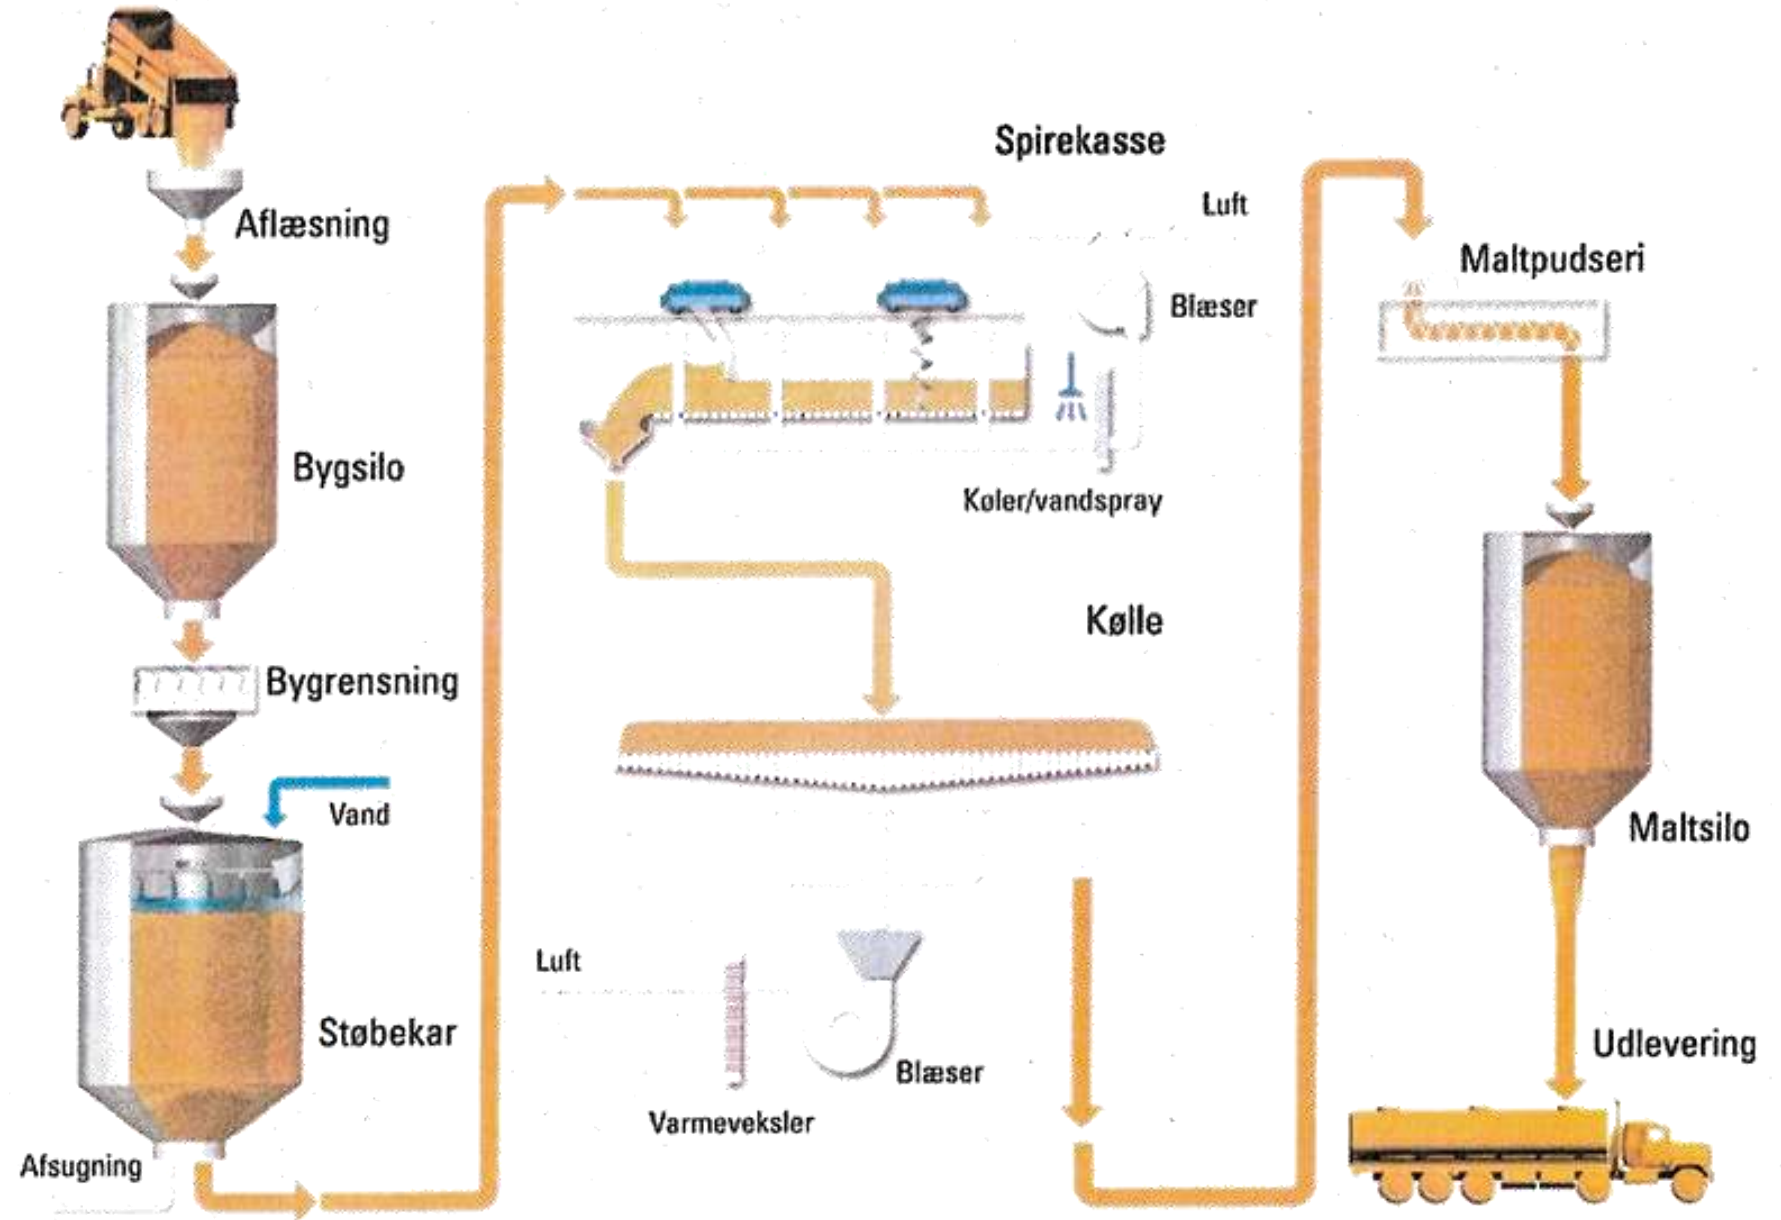 Aflæsning
Bygsilo
Bygrensning
Vand
Støbekar
Afsugning
Spirekasse
Luft
Blæser
Køler/vandspray
Kølle
Luft
Varmeveksler
Blæser
Maltpudseri
Maltsilo
Udlevering